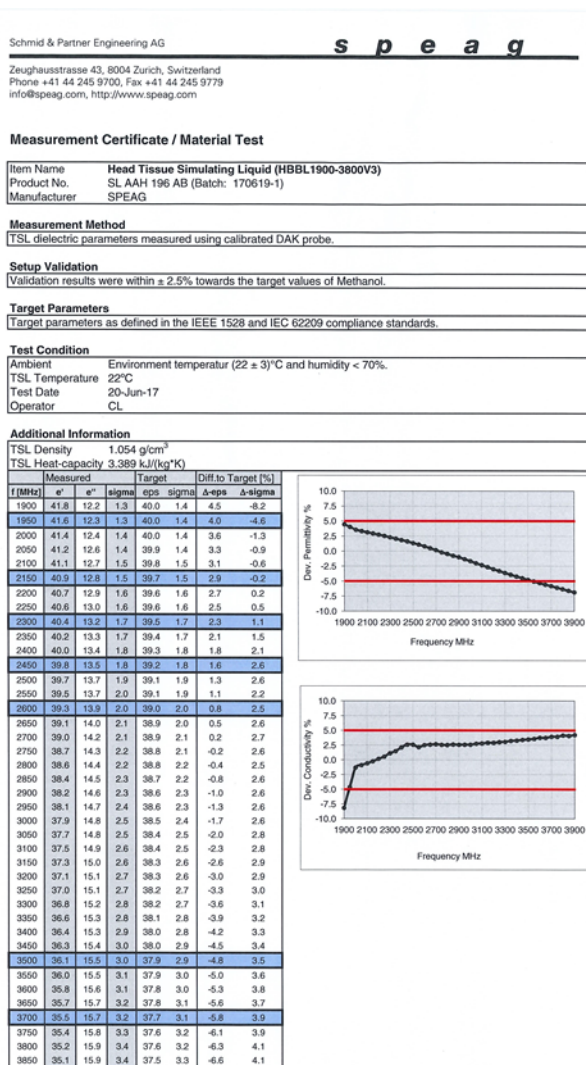 Schmid & Partner Engineering AG
s p e a g
Zeughausstrasse 43, 8004 Zurich, Switzerland
Phone +41 44 245 9700, Fax +41 44 245 9779
info@speag.com, http://www.speag.com
Measurement Certificate / Material Test
Item Name Head Tissue Simulating Liquid (HBBL1900-3800V3)
Product No. SL AAH 196 AB (Batch: 170619-1)
Manufacturer SPEAG
Measurement Method
TSL dielectric parameters measured using calibrated DAK probe.
Setup Validation
Validation results were within ± 2.5% towards the target values of Methanol.
Target Parameters
Target parameters as defined in the IEEE 1528 and IEC 62209 compliance standards.
Test Condition
Ambient Environment temperatur (22 ± 3)°C and humidity < 70%.
TSL Temperature 22°C
Test Date 20-Jun-17
Operator CL
Additional Information
TSL Density 1.054 g/cm³
TSL Heat-capacity 3.389 kJ/(kg*K)
Measured Target Diff.to Target [%]
f [MHz] e' e" sigma eps sigma Δ-eps Δ-sigma
1900 41.8 12.2 1.3 40.0 1.4 4.5 -8.2
1950 41.6 12.3 1.3 40.0 1.4 4.0 -4.6
2000 41.4 12.4 1.4 40.0 1.4 3.6 -1.3
2050 41.2 12.6 1.4 39.9 1.4 3.3 -0.9
2100 41.1 12.7 1.5 39.8 1.5 3.1 -0.6
2150 40.9 12.8 1.5 39.7 1.5 2.9 -0.2
2200 40.7 12.9 1.6 39.6 1.6 2.7 0.2
2250 40.6 13.0 1.6 39.6 1.6 2.5 0.5
2300 40.4 13.2 1.7 39.5 1.7 2.3 1.1
2350 40.2 13.3 1.7 39.4 1.7 2.1 1.5
2400 40.0 13.4 1.8 39.3 1.8 1.8 2.1
2450 39.8 13.5 1.8 39.2 1.8 1.6 2.6
2500 39.7 13.7 1.9 39.1 1.9 1.3 2.6
2550 39.5 13.7 2.0 39.1 1.9 1.1 2.2
2600 39.3 13.9 2.0 39.0 2.0 0.8 2.5
2650 39.1 14.0 2.1 38.9 2.0 0.5 2.6
2700 39.0 14.2 2.1 38.9 2.1 0.2 2.7
2750 38.7 14.3 2.2 38.8 2.1 -0.2 2.6
2800 38.6 14.4 2.2 38.8 2.2 -0.4 2.5
2850 38.4 14.5 2.3 38.7 2.2 -0.8 2.6
2900 38.2 14.6 2.3 38.6 2.3 -1.0 2.6
2950 38.1 14.7 2.4 38.6 2.3 -1.3 2.6
3000 37.9 14.8 2.5 38.5 2.4 -1.7 2.6
3050 37.7 14.8 2.5 38.4 2.5 -2.0 2.8
3100 37.5 14.9 2.6 38.4 2.5 -2.3 2.8
3150 37.3 15.0 2.6 38.3 2.6 -2.6 2.9
3200 37.1 15.1 2.7 38.3 2.6 -3.0 2.9
3250 37.0 15.1 2.7 38.2 2.7 -3.3 3.0
3300 36.8 15.2 2.8 38.2 2.7 -3.6 3.1
3350 36.6 15.3 2.8 38.1 2.8 -3.9 3.2
3400 36.4 15.3 2.9 38.0 2.8 -4.2 3.3
3450 36.3 15.4 3.0 38.0 2.9 -4.5 3.4
3500 36.1 15.5 3.0 37.9 2.9 -4.8 3.5
3550 36.0 15.5 3.1 37.9 3.0 -5.0 3.6
3600 35.8 15.6 3.1 37.8 3.0 -5.3 3.8
3650 35.7 15.7 3.2 37.8 3.1 -5.6 3.7
3700 35.5 15.7 3.2 37.7 3.1 -5.8 3.9
3750 35.4 15.8 3.3 37.6 3.2 -6.1 3.9
3800 35.2 15.9 3.4 37.6 3.2 -6.3 4.1
3850 35.1 15.9 3.4 37.5 3.3 -6.6 4.1
Dev. Permittivity %
10.0
7.5
5.0
2.5
0.0
-2.5
-5.0
-7.5
-10.0
1900 2100 2300 2500 2700 2900 3100 3300 3500 3700 3900
Frequency MHz
Dev. Conductivity %
10.0
7.5
5.0
2.5
0.0
-2.5
-5.0
-7.5
-10.0
1900 2100 2300 2500 2700 2900 3100 3300 3500 3700 3900
Frequency MHz